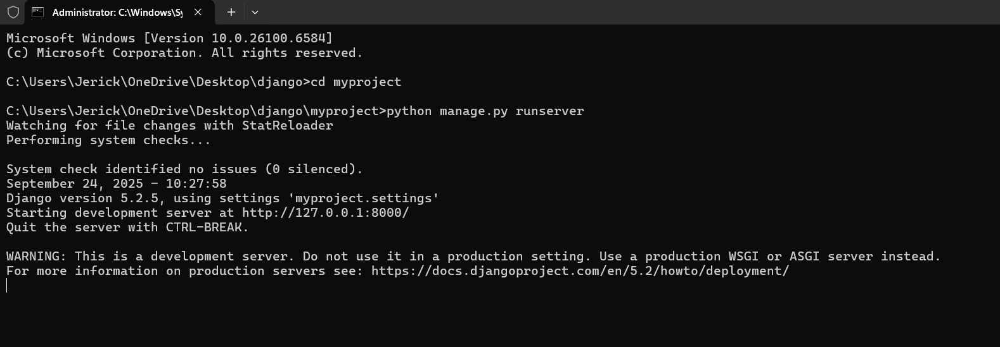 Administrator: C:\Windows\Sy
Microsoft Windows [Version 10.0.26100.6584]
(c) Microsoft Corporation. All rights reserved.
C:\Users\Jerick\OneDrive\Desktop\django>cd myproject
C:\Users\Jerick\OneDrive\Desktop\django\myproject>python manage.py runserver
Watching for file changes with StatReloader
Performing system checks...
System check identified no issues (0 silenced).
September 24, 2025 - 10:27:58
Django version 5.2.5, using settings 'myproject.settings'
Starting development server at http://127.0.0.1:8000/
Quit the server with CTRL-BREAK.
WARNING: This is a development server. Do not use it in a production setting. Use a production WSGI or ASGI server instead.
For more information on production servers see: https://docs.djangoproject.com/en/5.2/howto/deployment/